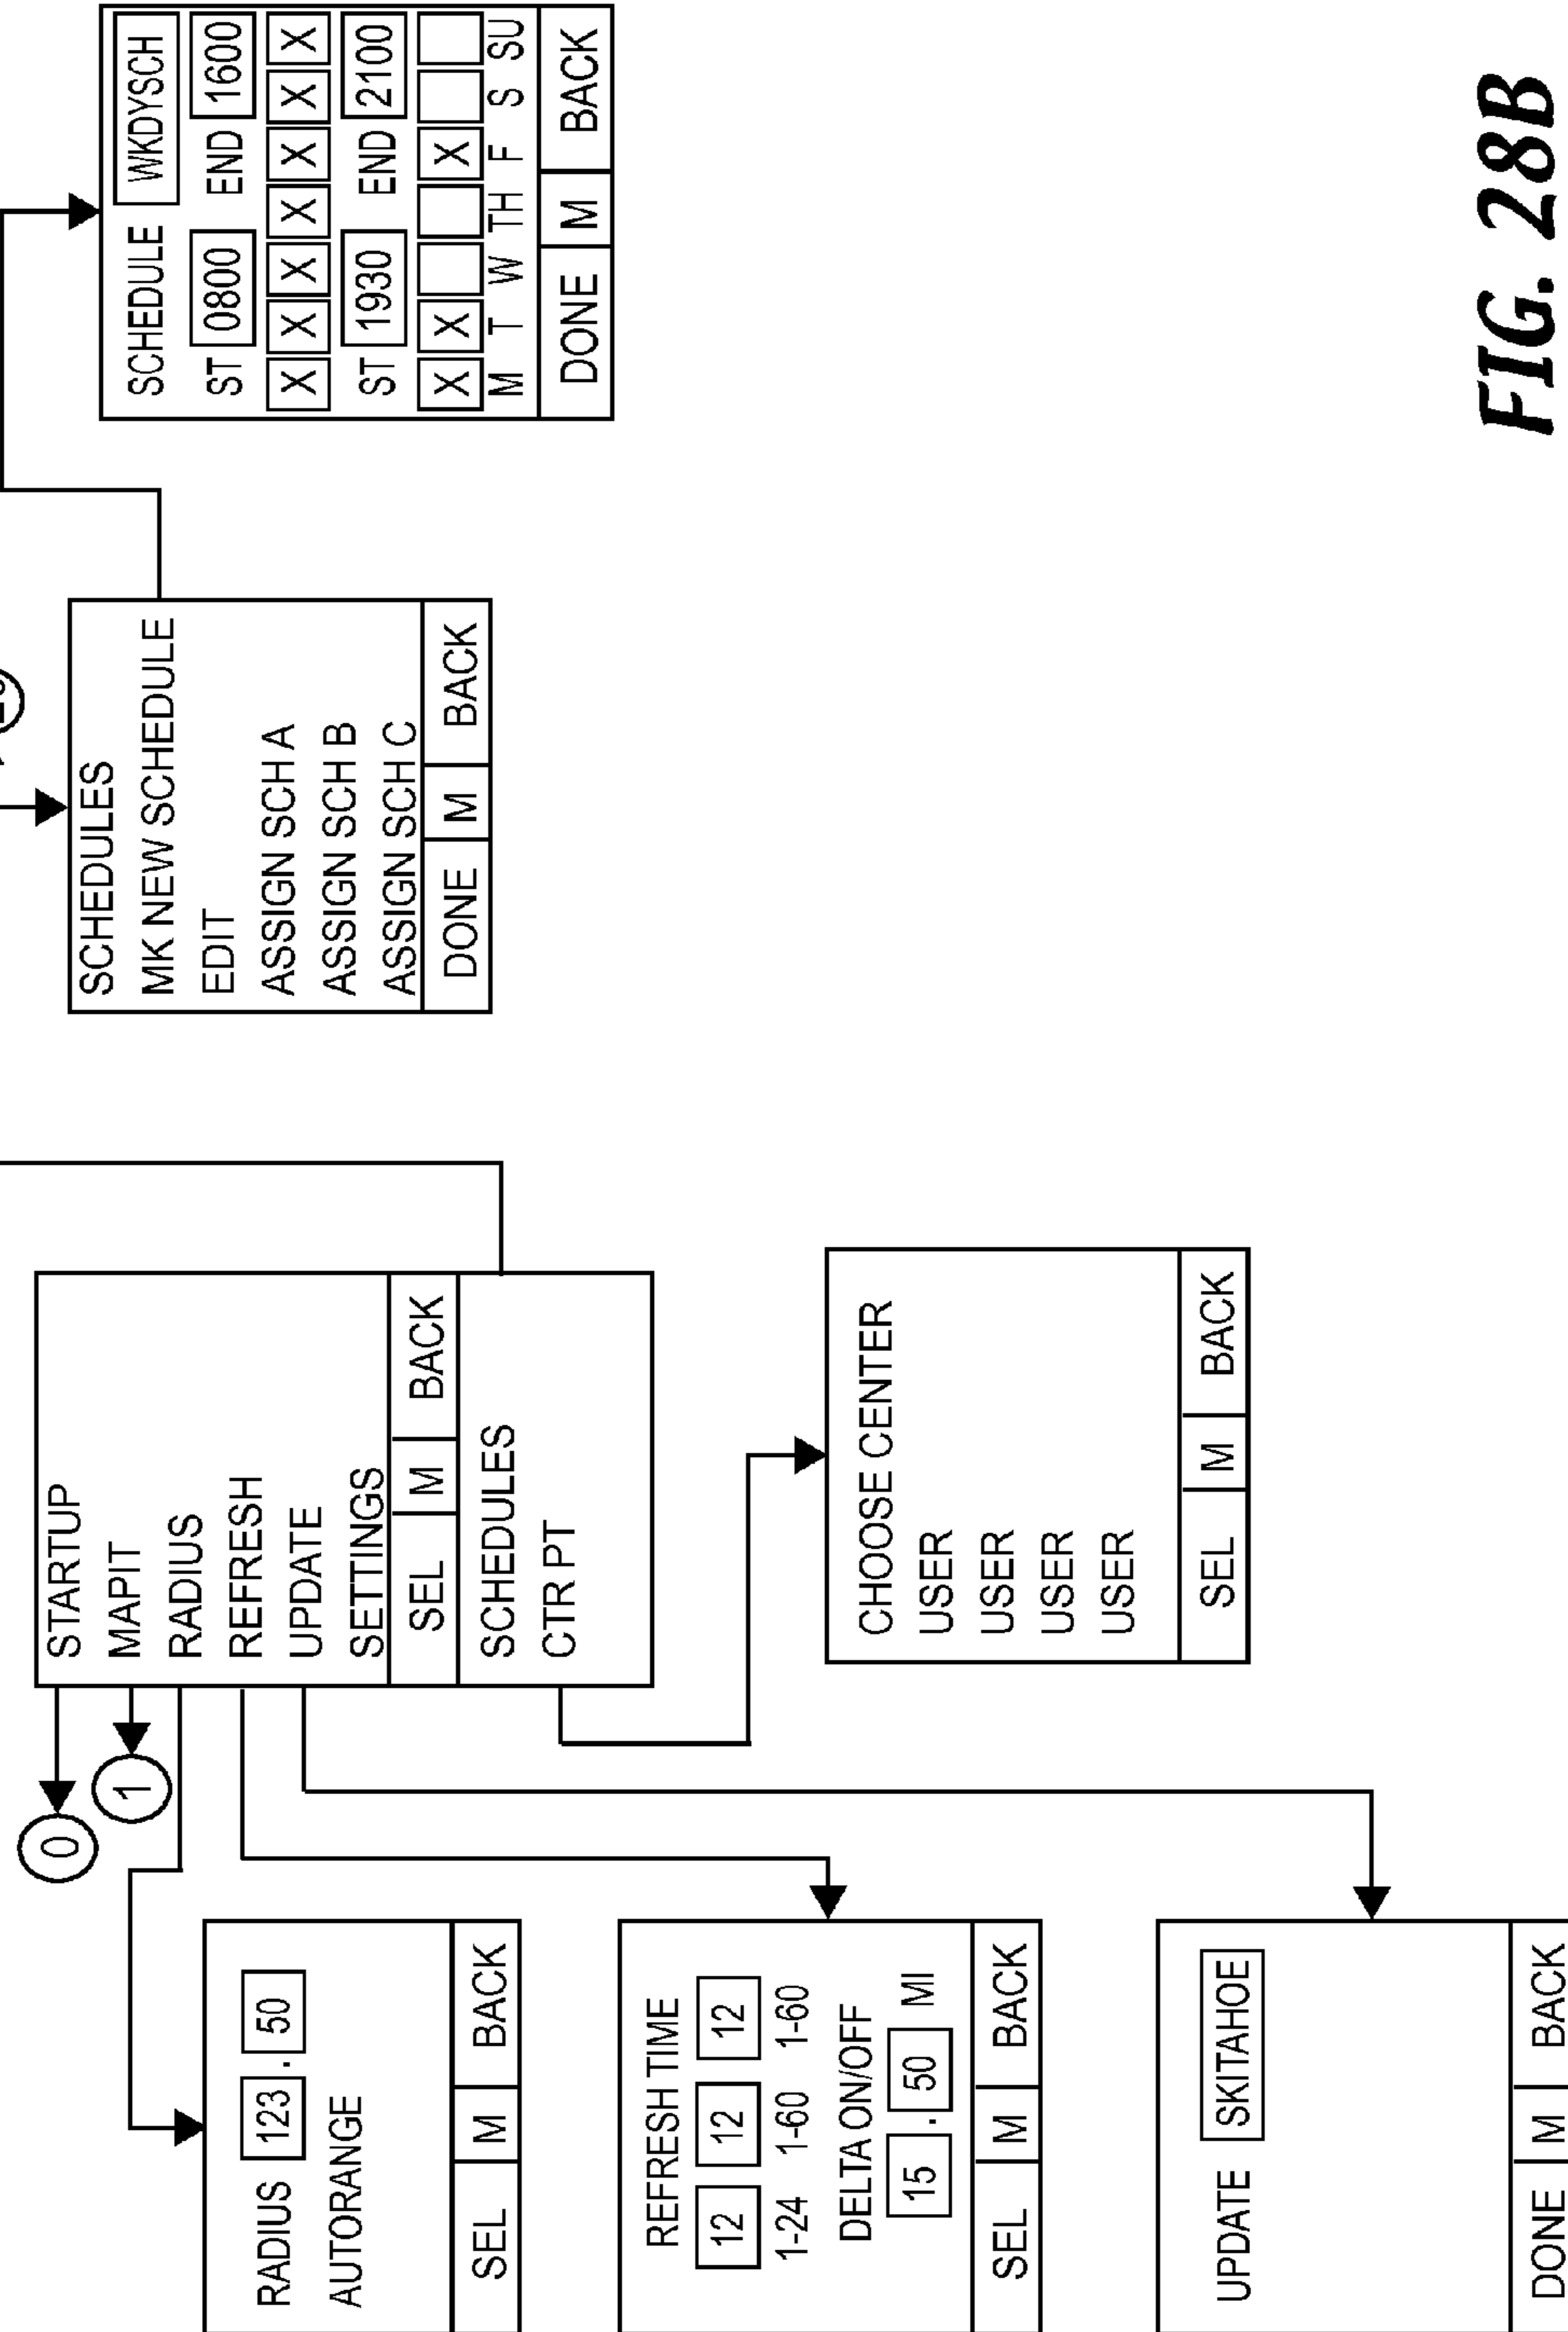 RADIUS 123 . 50
AUTORANGE
SEL M BACK
REFRESH TIME
12 12 12
1-24 1-60 1-60
DELTA ON/OFF
15 . 50 MI
SEL M BACK
UPDATE SKITAHOE
DONE M BACK
0
1
STARTUP
MAPIT
RADIUS
REFRESH
UPDATE
SETTINGS
SEL M BACK
SCHEDULES
CTR PT
CHOOSE CENTER
USER
USER
USER
USER
SEL M BACK
SCHEDULES
MK NEW SCHEDULE
EDIT
ASSIGN SCH A
ASSIGN SCH B
ASSIGN SCH C
DONE M BACK
SCHEDULE WKDYSCH
ST 0800 END 1600
X X X X X X X
ST 1930 END 2100
X X X
M T W TH F S SU
DONE M BACK
FIG. 28B